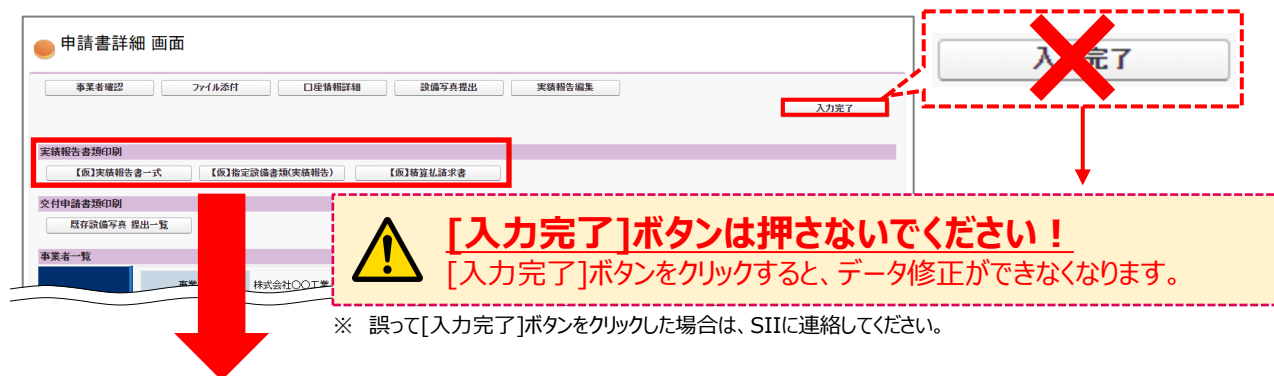 申請書詳細 画面
事業者確認
ファイル添付
口座情報詳細
設備写真提出
実績報告編集
入力完了
入 完了
実績報告書類印刷
【仮】実績報告書一式
【仮】指定設備書類(実績報告)
【仮】精算払請求書
交付申請書類印刷
既存設備写真 提出一覧
事業者一覧
事業
株式会社〇〇工業
[入力完了]ボタンは押さないでください！
[入力完了]ボタンをクリックすると、データ修正ができなくなります。
※ 誤って[入力完了]ボタンをクリックした場合は、SIIに連絡してください。